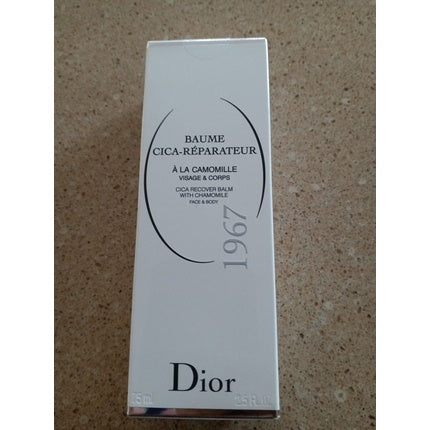 BAUME
CICA-RÉPARATEUR
À LA CAMOMILLE
VISAGE & CORPS
CICA RECOVER BALM
WITH CHAMOMILE
FACE & BODY
1967
Dior
75 ml 2.5 FL.OZ.